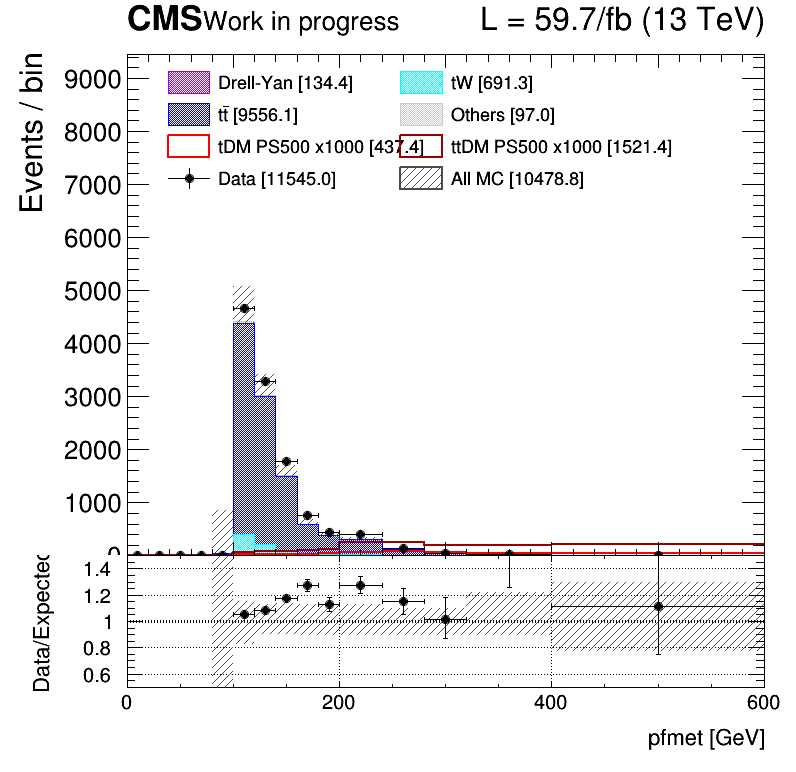 CMS Work in progress L = 59.7/fb (13 TeV)
Events / bin
9000
8000
7000
6000
5000
4000
3000
2000
1000
0
Drell-Yan [134.4]
tW [691.3]
tt̄ [9556.1]
Others [97.0]
tDM PS500 x1000 [437.4]
ttDM PS500 x1000 [1521.4]
Data [11545.0]
All MC [10478.8]
Data/Expected
1.4
1.2
1
0.8
0.6
0 200 400 600
pfmet [GeV]